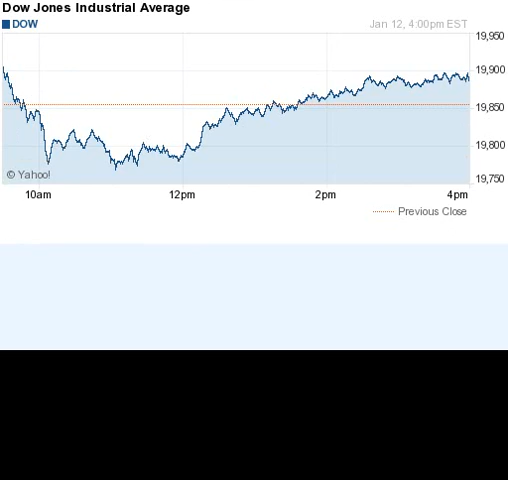 Dow Jones Industrial Average
DOW Jan 12, 4:00pm EST
19,950
19,900
19,850
19,800
© Yahoo!
19,750
10am 12pm 2pm 4pm
Previous Close